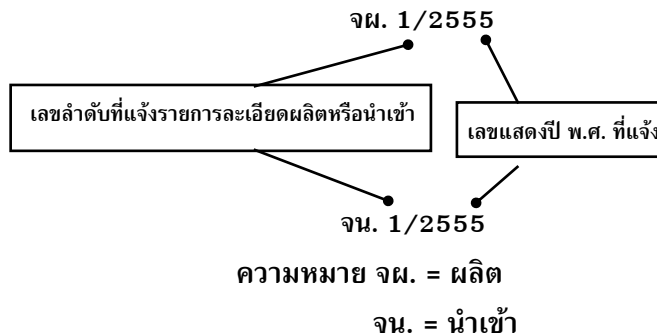 จผ. 1/2555
เลขลำดับที่แจ้งรายการละเอียดผลิตหรือนำเข้า
เลขแสดงปี พ.ศ. ที่แจ้ง
จน. 1/2555
ความหมาย จผ. = ผลิต
จน. = นำเข้า